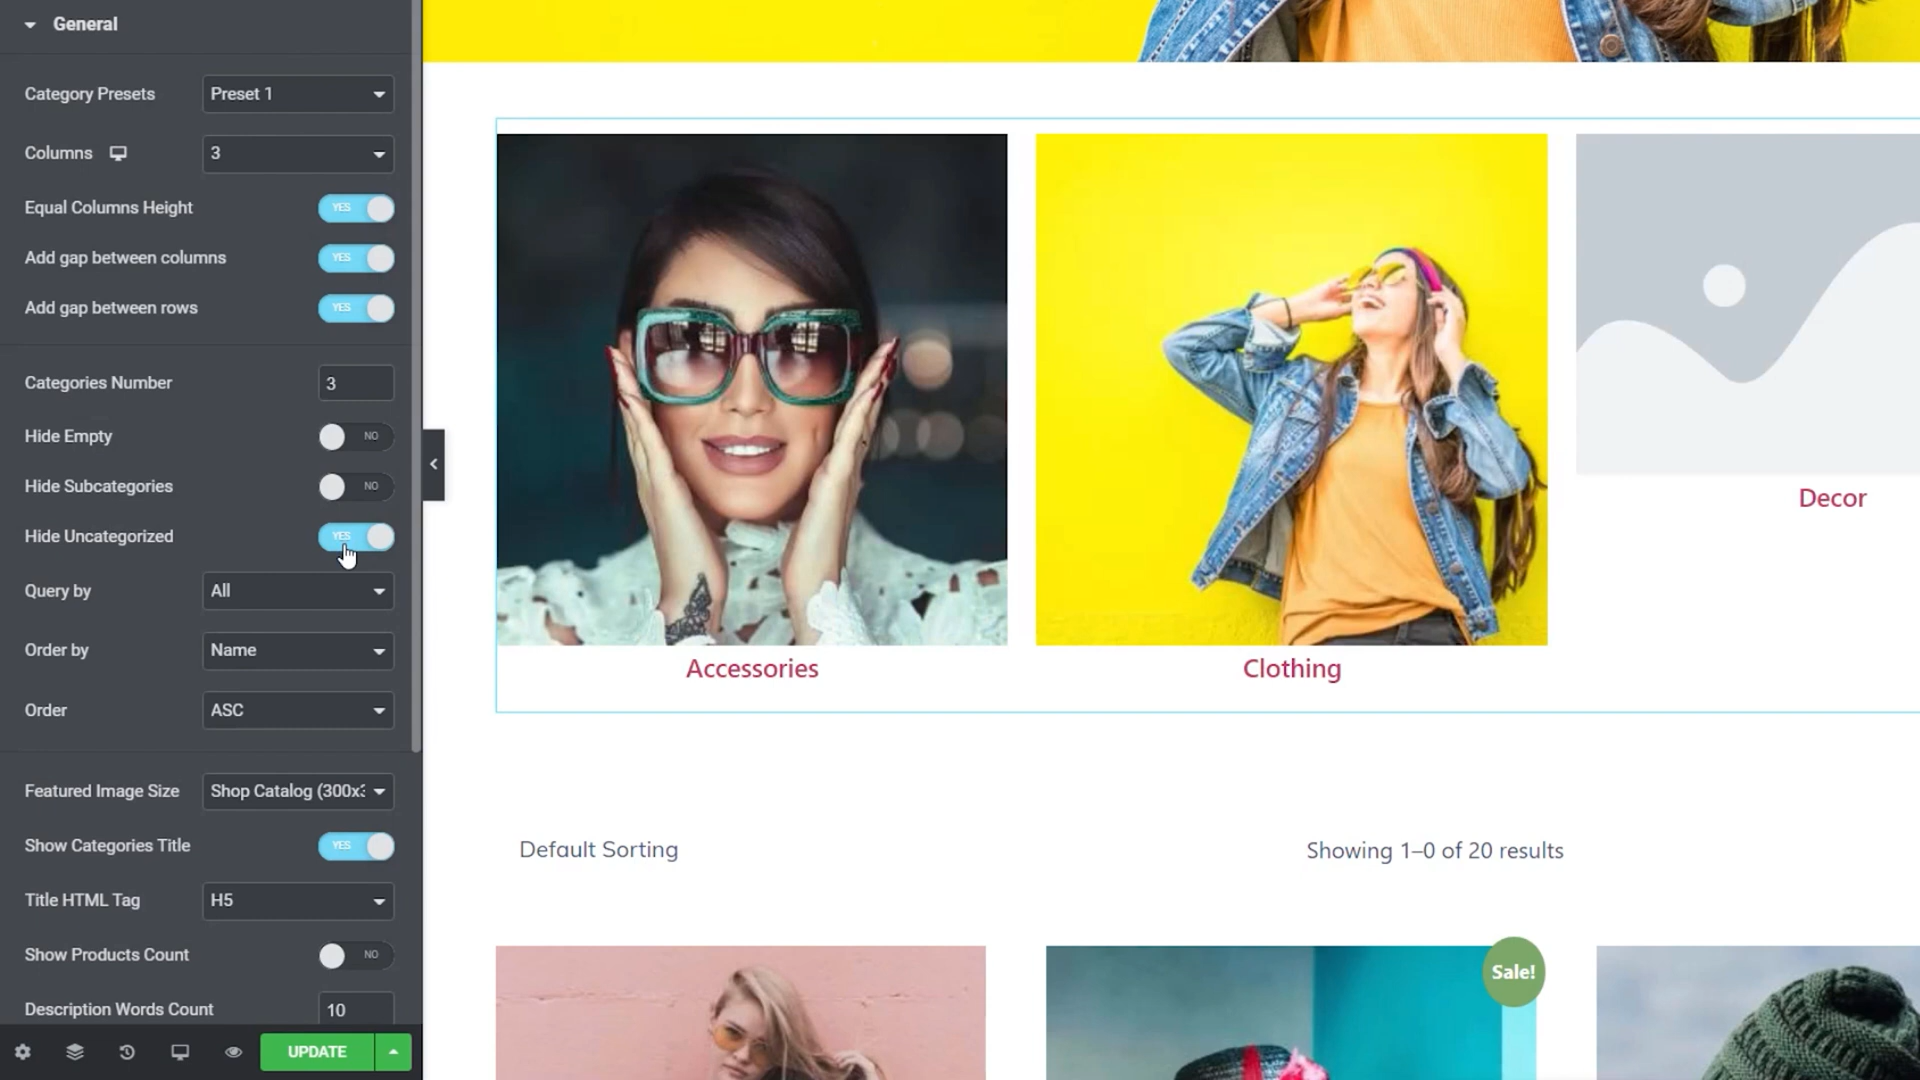 General
Category Presets
Preset 1
Columns
3
Equal Columns Height
YES
Add gap between columns
YES
Add gap between rows
YES
Categories Number
3
Hide Empty
NO
Hide Subcategories
NO
Hide Uncategorized
YES
Query by
All
Order by
Name
Order
ASC
Featured Image Size
Shop Catalog (300x3
Show Categories Title
YES
Title HTML Tag
H5
Show Products Count
NO
Description Words Count
10
UPDATE
Accessories
Clothing
Decor
Default Sorting
Showing 1–0 of 20 results
Sale!